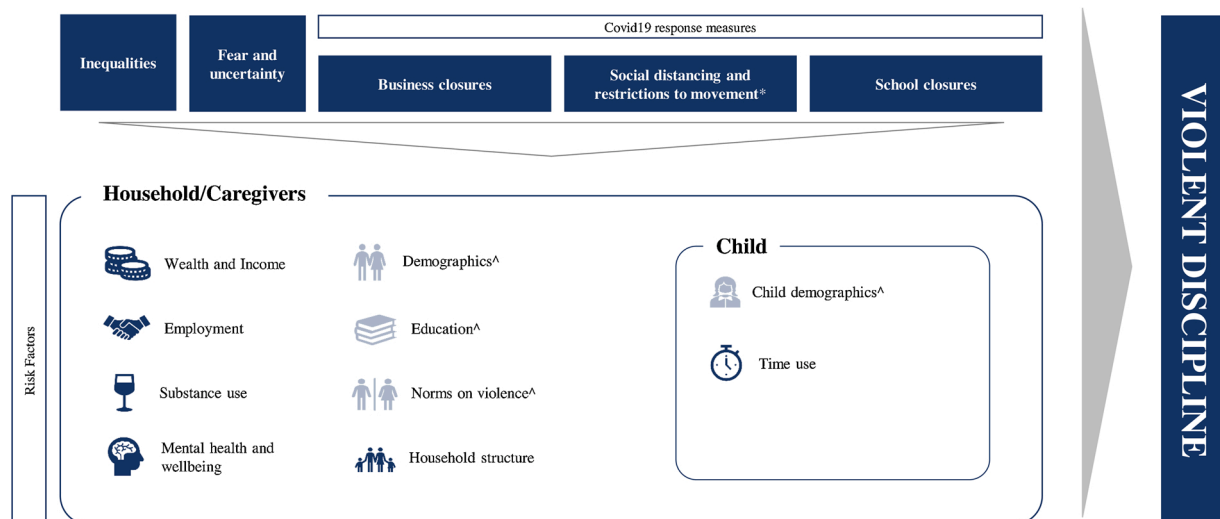 Covid19 response measures
Inequalities
Fear and
uncertainty
Business closures
Social distancing and
restrictions to movement*
School closures
VIOLENT DISCIPLINE
Risk Factors
Household/Caregivers
Wealth and Income
Employment
Substance use
Mental health and
wellbeing
Demographics^
Education^
Norms on violence^
Household structure
Child
Child demographics^
Time use